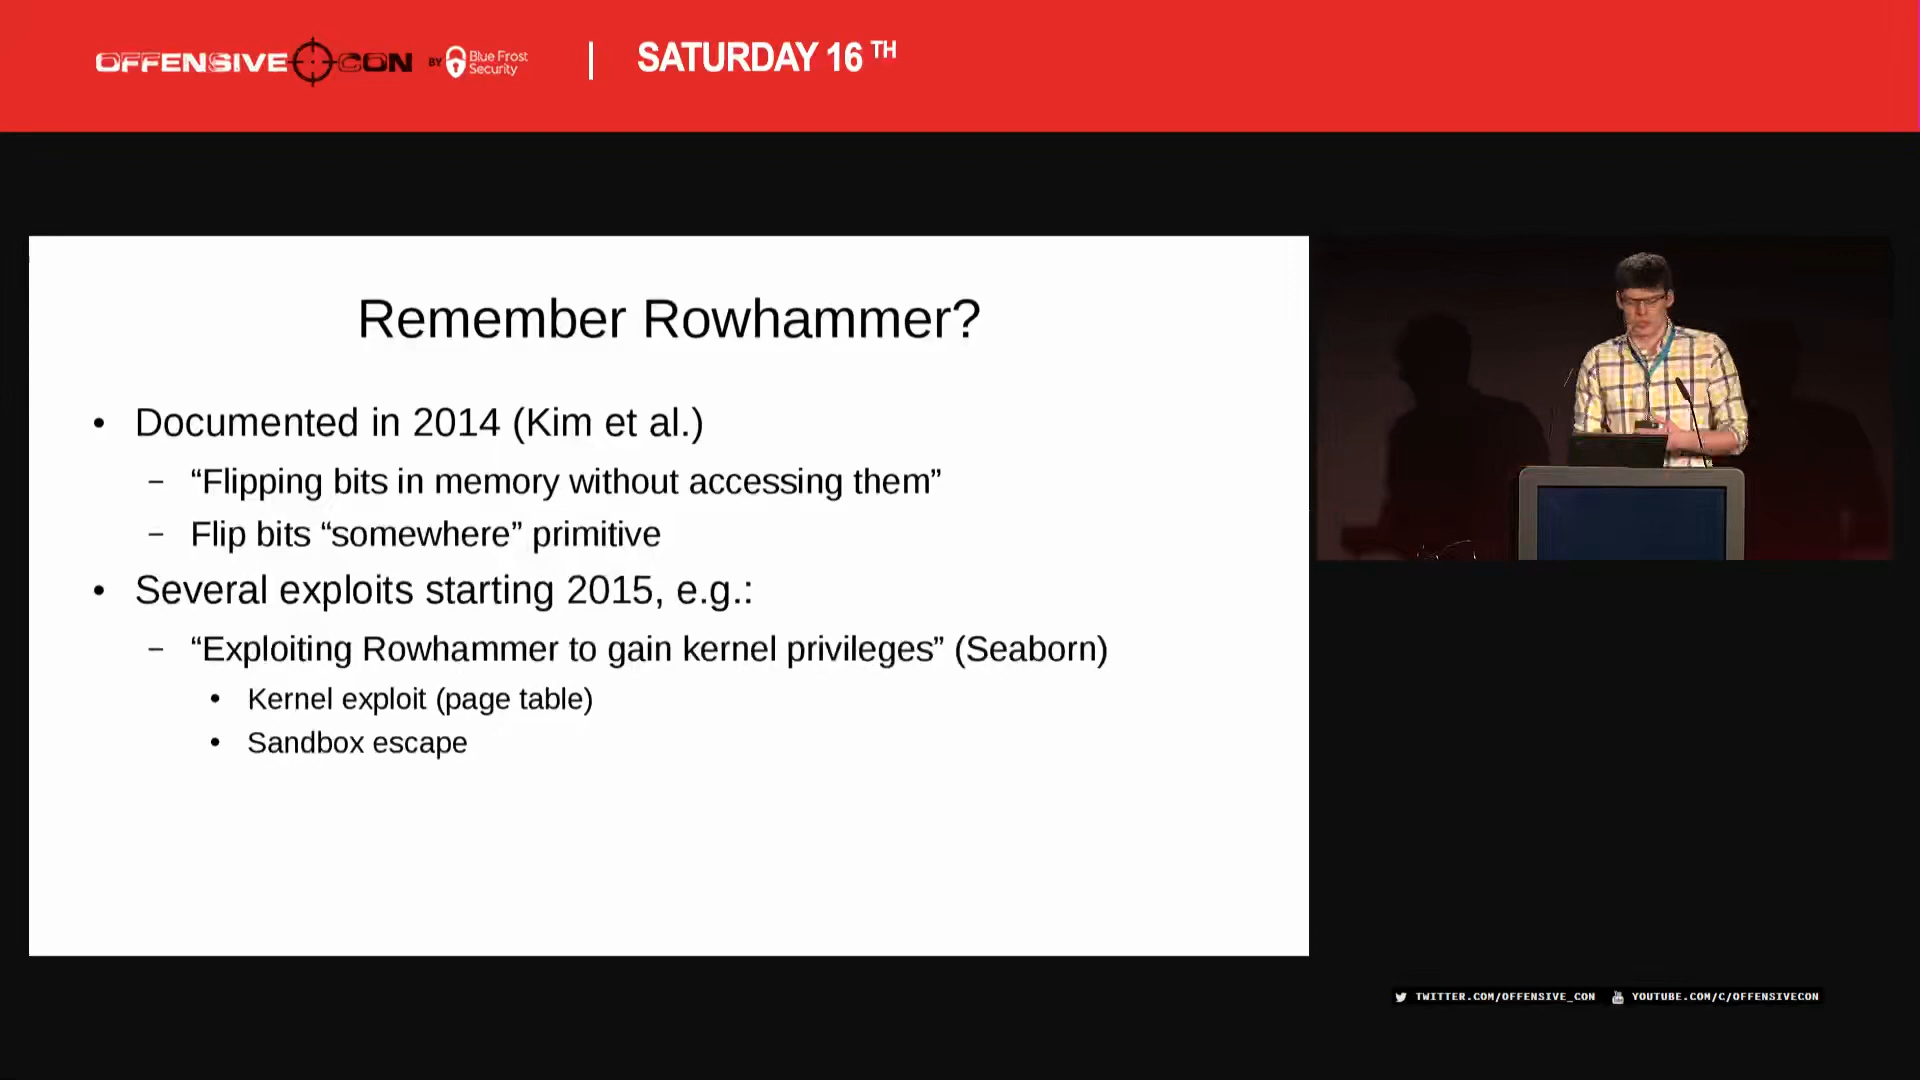 OFFENSIVE CON BY Blue Frost Security
SATURDAY 16 TH
Remember Rowhammer?
• Documented in 2014 (Kim et al.)
– “Flipping bits in memory without accessing them”
– Flip bits “somewhere” primitive
• Several exploits starting 2015, e.g.:
– “Exploiting Rowhammer to gain kernel privileges” (Seaborn)
• Kernel exploit (page table)
• Sandbox escape
TWITTER.COM/OFFENSIVE_CON YOUTUBE.COM/C/OFFENSIVECON